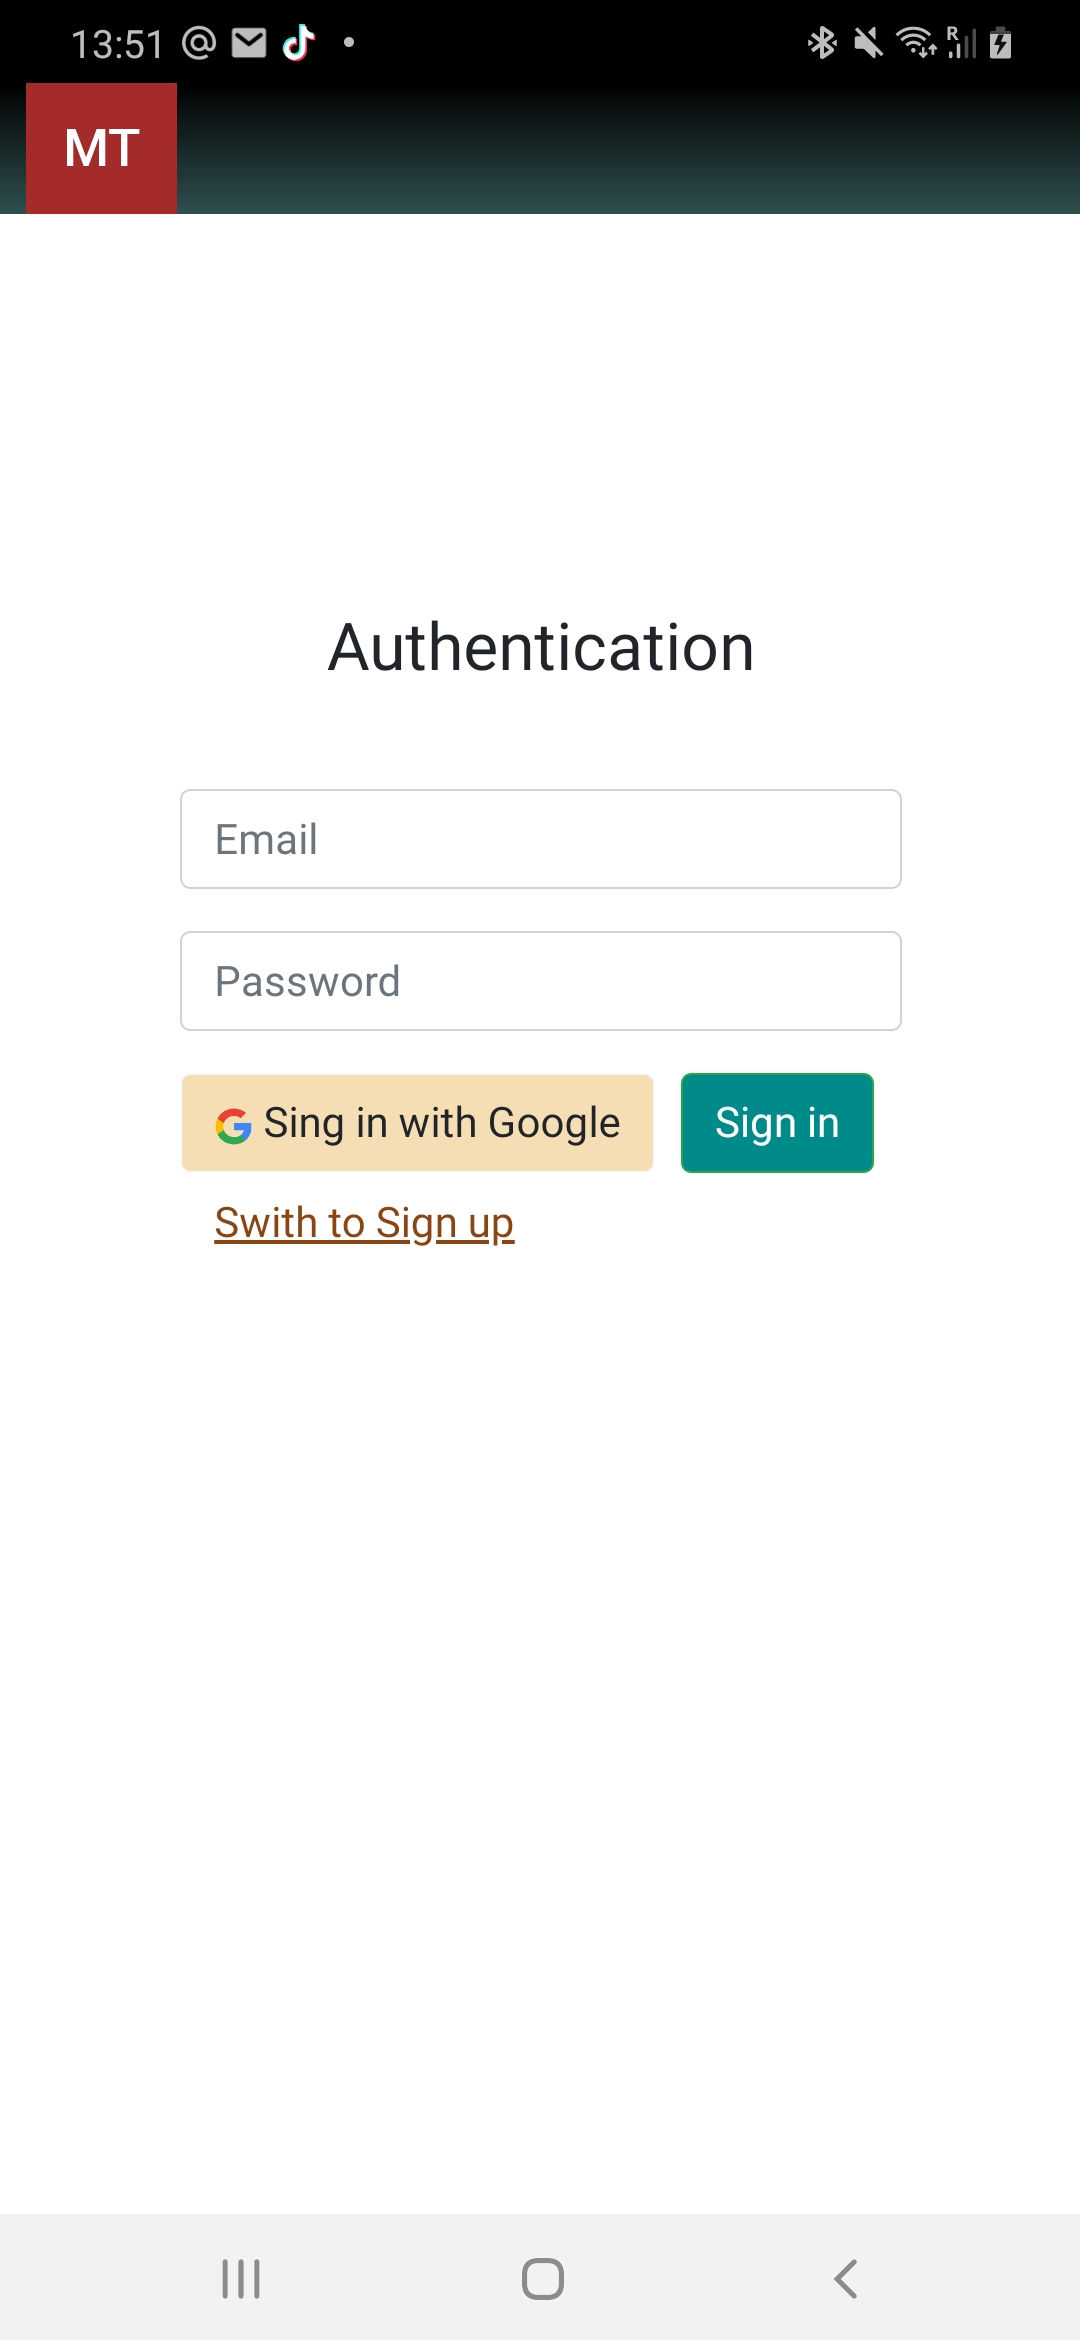 13:51
R
MT
Authentication
Email
Password
Sing in with Google
Sign in
Swith to Sign up